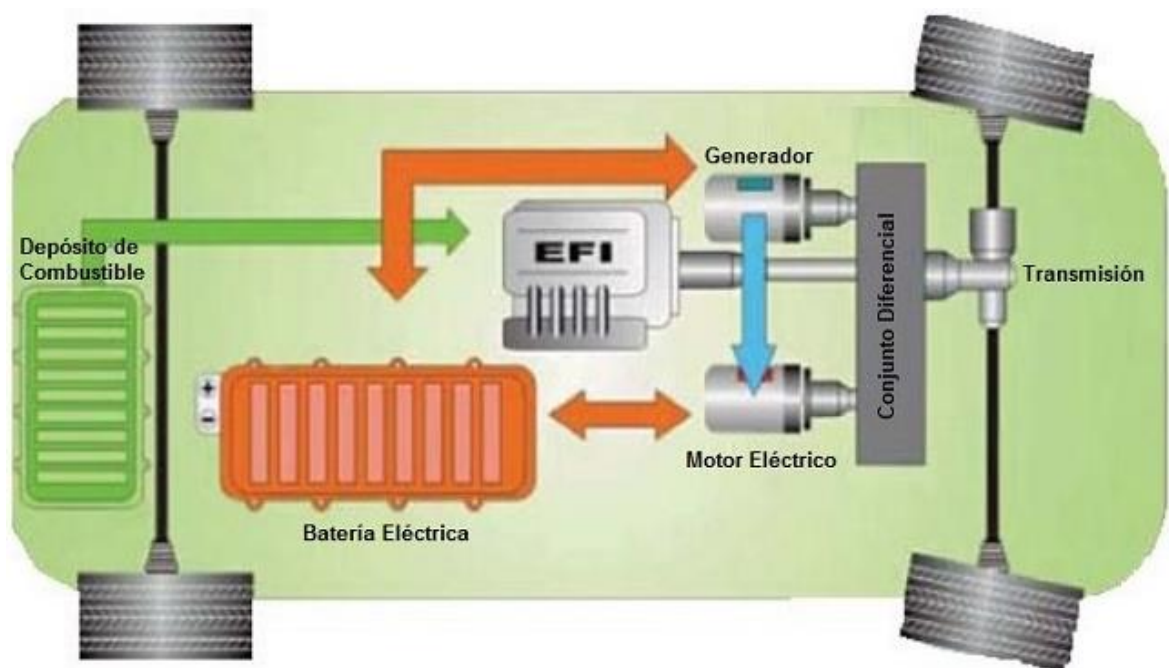 Generador
Depósito de
Combustible
EFI
Conjunto Diferencial
Transmisión
+
-
Motor Eléctrico
Batería Eléctrica